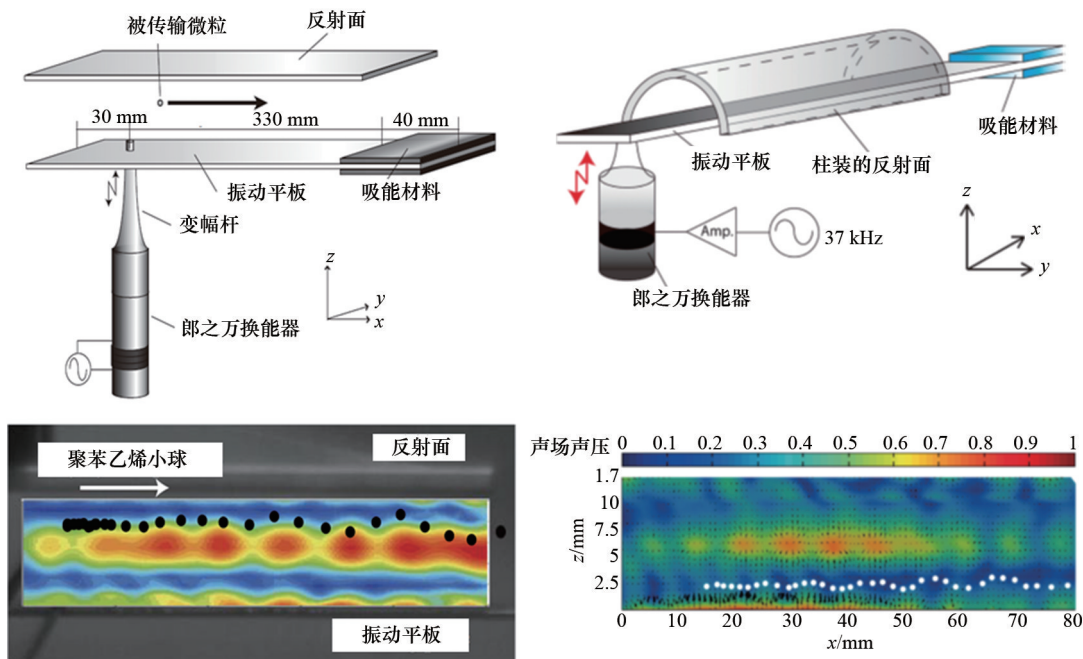 被传输微粒
反射面
30 mm
330 mm
40 mm
振动平板
吸能材料
变幅杆
z
y
x
郎之万换能器
吸能材料
振动平板
柱装的反射面
Amp.
37 kHz
郎之万换能器
z
x
y
反射面
聚苯乙烯小球
振动平板
声场声压 0 0.1 0.2 0.3 0.4 0.5 0.6 0.7 0.8 0.9 1
1.7
10
7.5
5
2.5
z/mm
0 10 20 30 40 50 60 70 80
x/mm